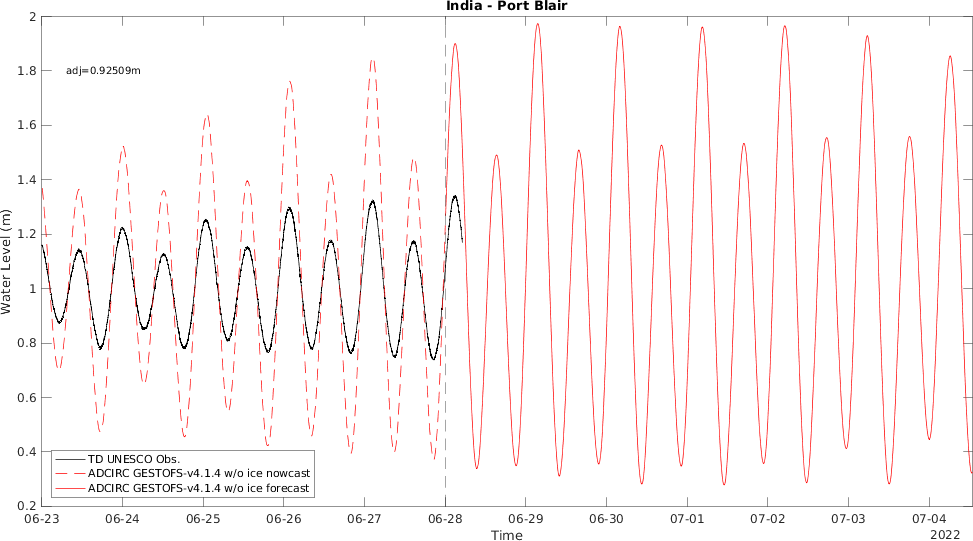 India - Port Blair
2
1.8
1.6
1.4
1.2
1
0.8
0.6
0.4
0.2
Water Level (m)
adj=0.92509m
TD UNESCO Obs.
ADCIRC GESTOFS-v4.1.4 w/o ice nowcast
ADCIRC GESTOFS-v4.1.4 w/o ice forecast
06-23 06-24 06-25 06-26 06-27 06-28 06-29 06-30 07-01 07-02 07-03 07-04
Time
2022